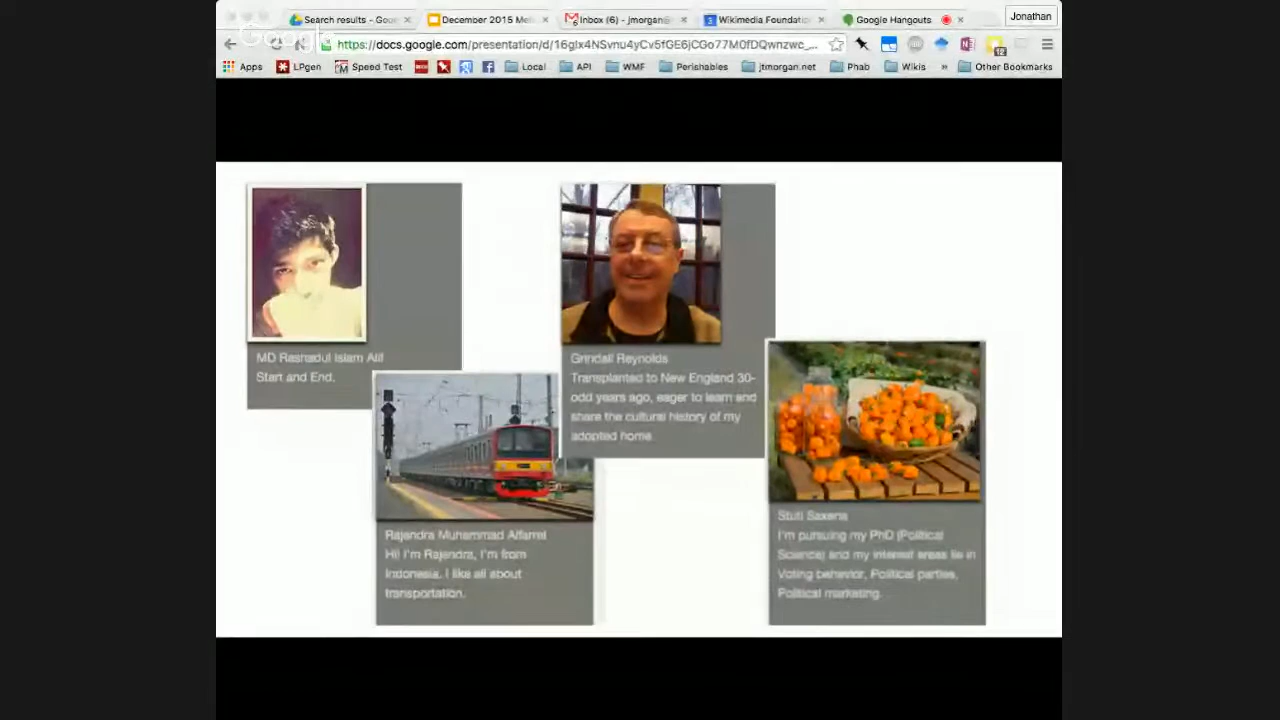 Search results - Goo
December 2015 Me
Inbox (6) - jmorgan@
Wikimedia Foundati
Google Hangouts
Jonathan
Google
https://docs.google.com/presentation/d/
Apps
LPgen
Speed Test
Local
API
WMF
Perishables
jtmorgan.net
Phab
Wikis
»
Other Bookmarks
MD Rashadul Islam Alif
Start and End.
Grindall Reynolds
Transplanted to New England 30-
odd years ago, eager to learn and
share the cultural history of my
adopted home.
Rajendra Muhammad Alfarrel
Hi! I'm Rajendra, I'm from
Indonesia. I like all about
transportation.
Stuti Saxena
I'm pursuing my PhD (Political
Science) and my interest areas lie in
Voting behavior, Political parties,
Political marketing.